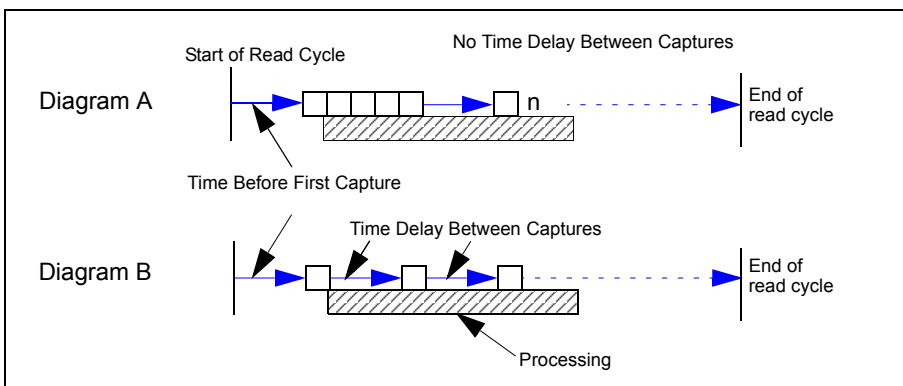 No Time Delay Between Captures
Start of Read Cycle
Diagram A
n
End of
read cycle
Time Before First Capture
Time Delay Between Captures
Diagram B
End of
read cycle
Processing